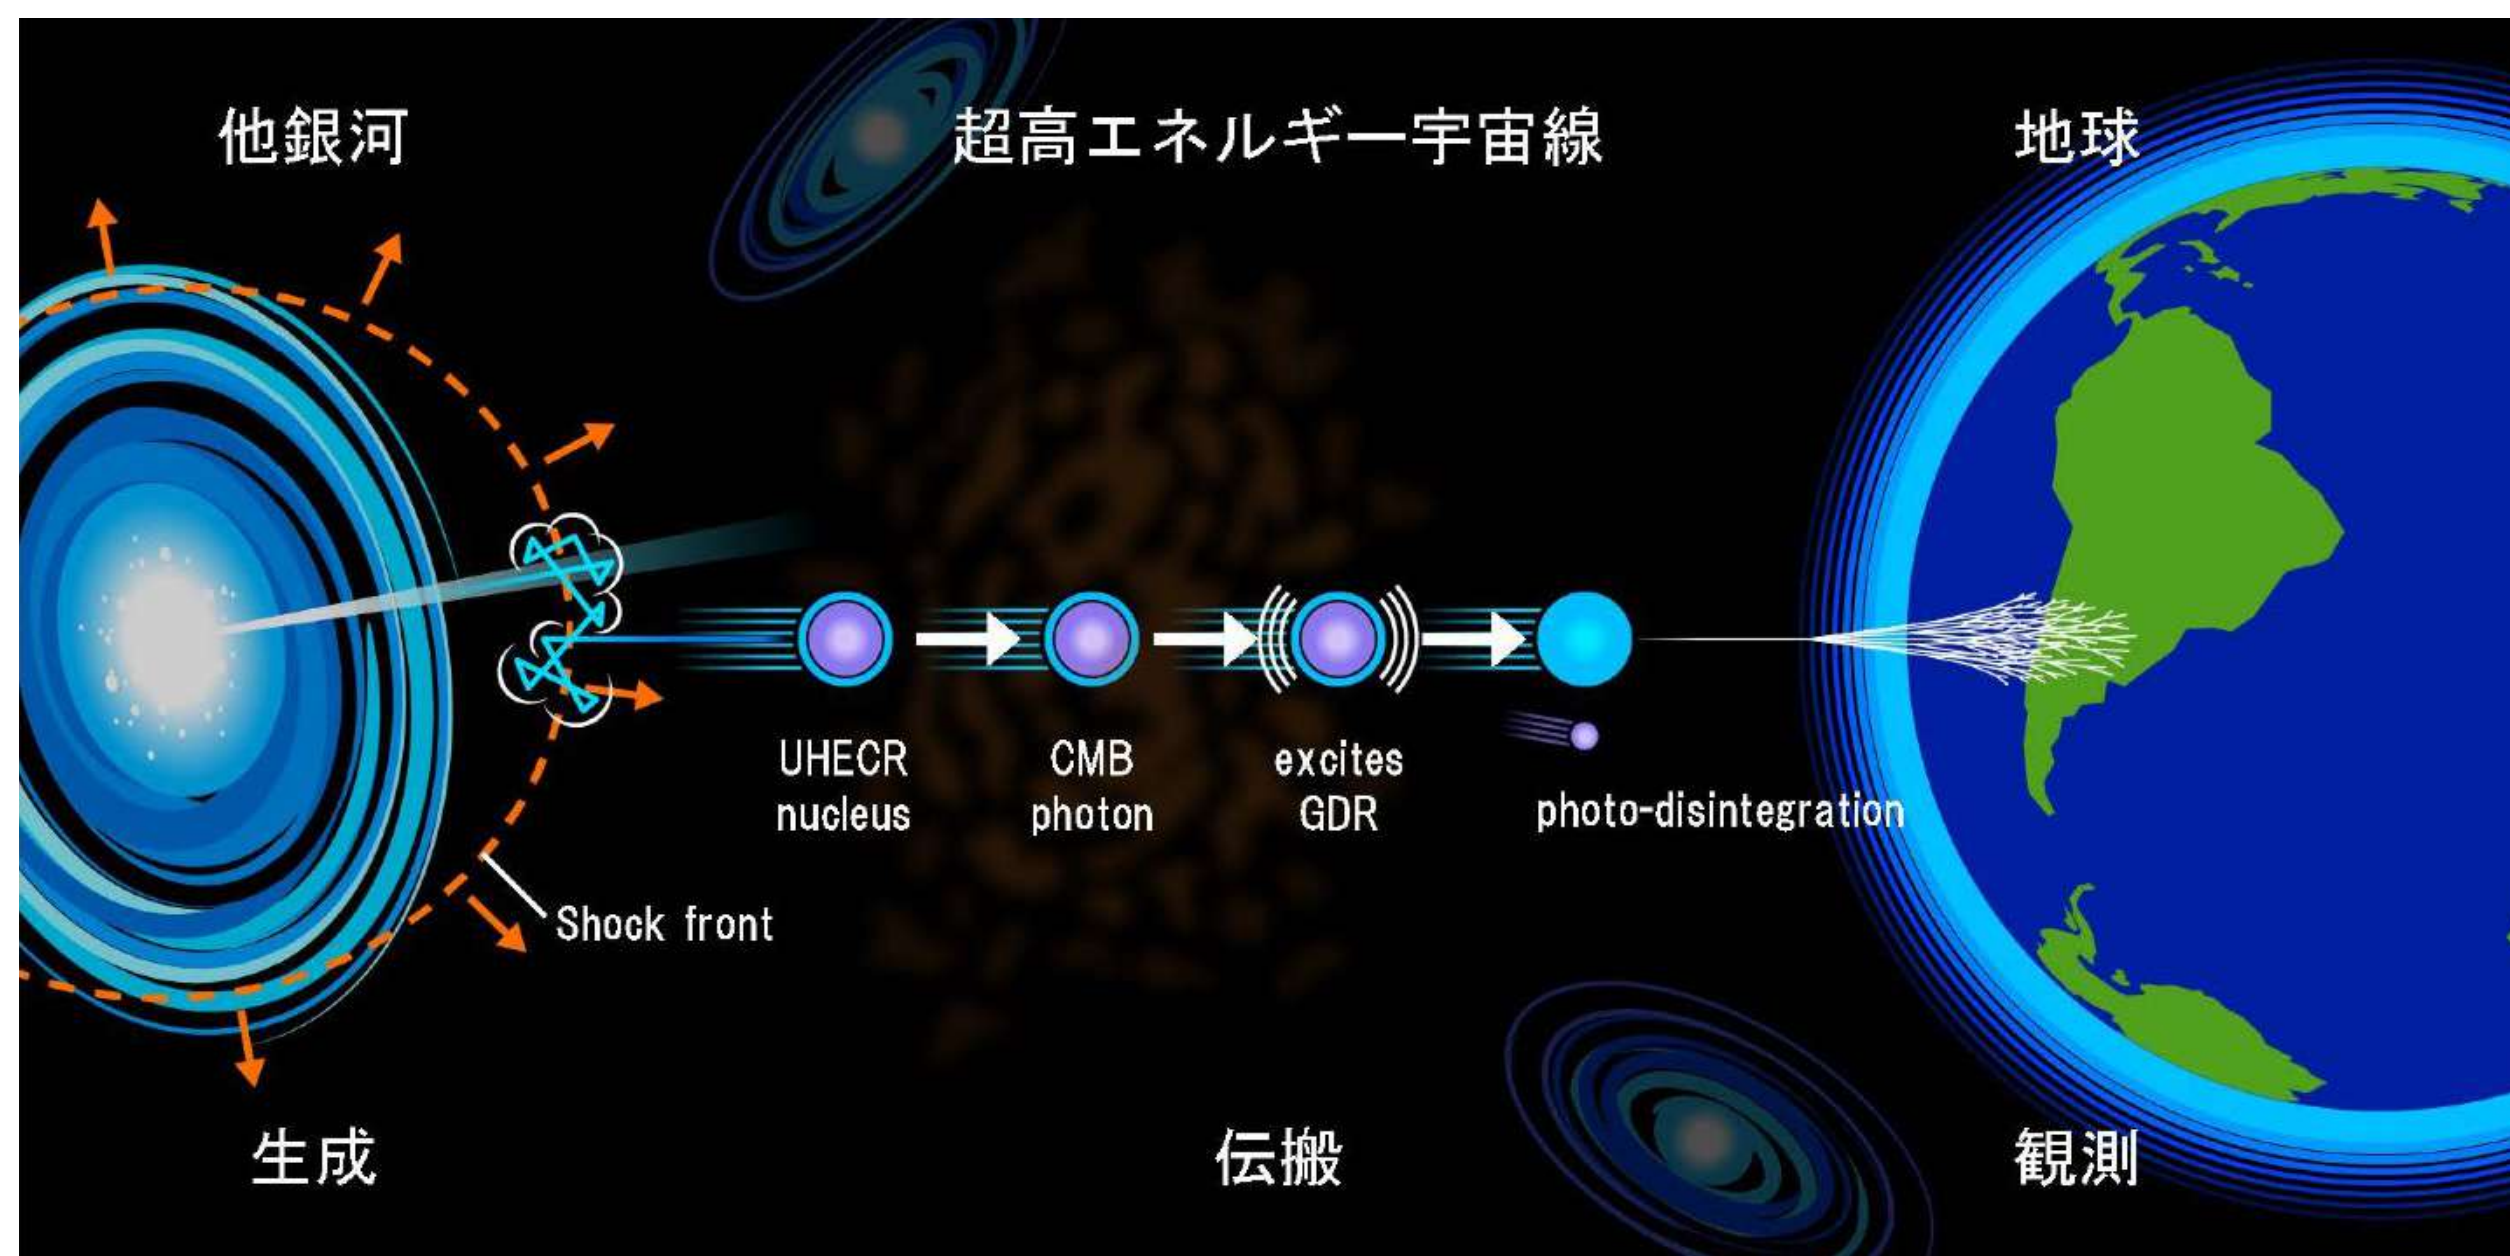 他銀河
超高エネルギー宇宙線
地球
UHECR
nucleus
CMB
photon
excites
GDR
photo-disintegration
Shock front
生成
伝搬
観測